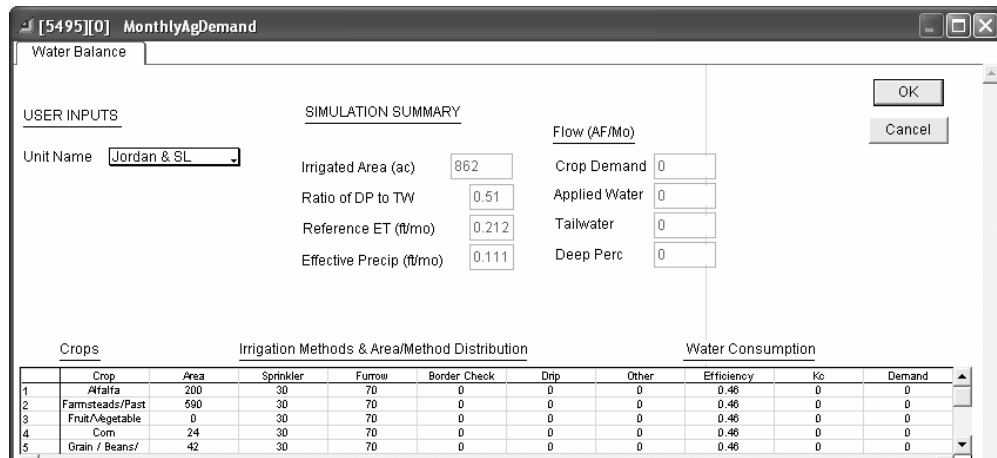 [5495][0] MonthlyAgDemand
Water Balance
OK
Cancel
USER INPUTS
Unit Name Jordan & SL
SIMULATION SUMMARY
Irrigated Area (ac) 862
Ratio of DP to TW 0.51
Reference ET (ft/mo) 0.212
Effective Precip (ft/mo) 0.111
Flow (AF/Mo)
Crop Demand 0
Applied Water 0
Tailwater 0
Deep Perc 0
Crops Irrigation Methods & Area/Method Distribution Water Consumption
Crop Area Sprinkler Furrow Border Check Drip Other Efficiency Kc Demand
1 Alfalfa 200 30 70 0 0 0 0.46 0 0
2 Farmsteads/Past 590 30 70 0 0 0 0.46 0 0
3 Fruit/Vegetable 0 30 70 0 0 0 0.46 0 0
4 Corn 24 30 70 0 0 0 0.46 0 0
5 Grain / Beans/ 42 30 70 0 0 0 0.46 0 0